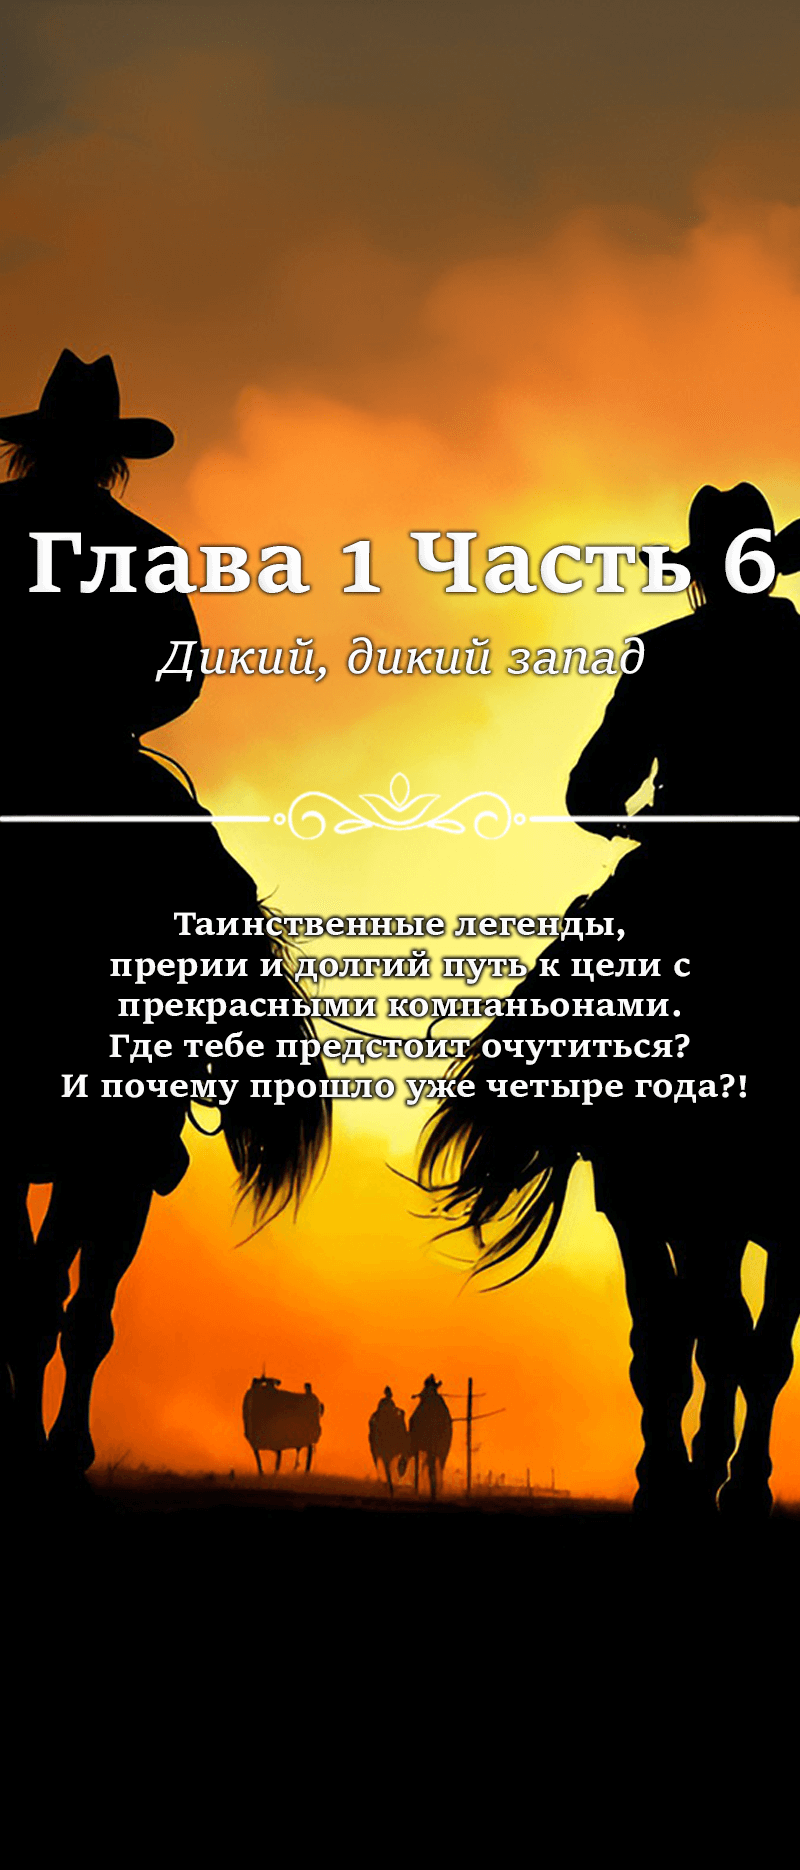 Глава 1 Часть 6
Дикий, дикий запад
Таинственные легенды,
прерии и долгий путь к цели с
прекрасными компаньонами.
Где тебе предстоит очутиться?
И почему прошло уже четыре года?!